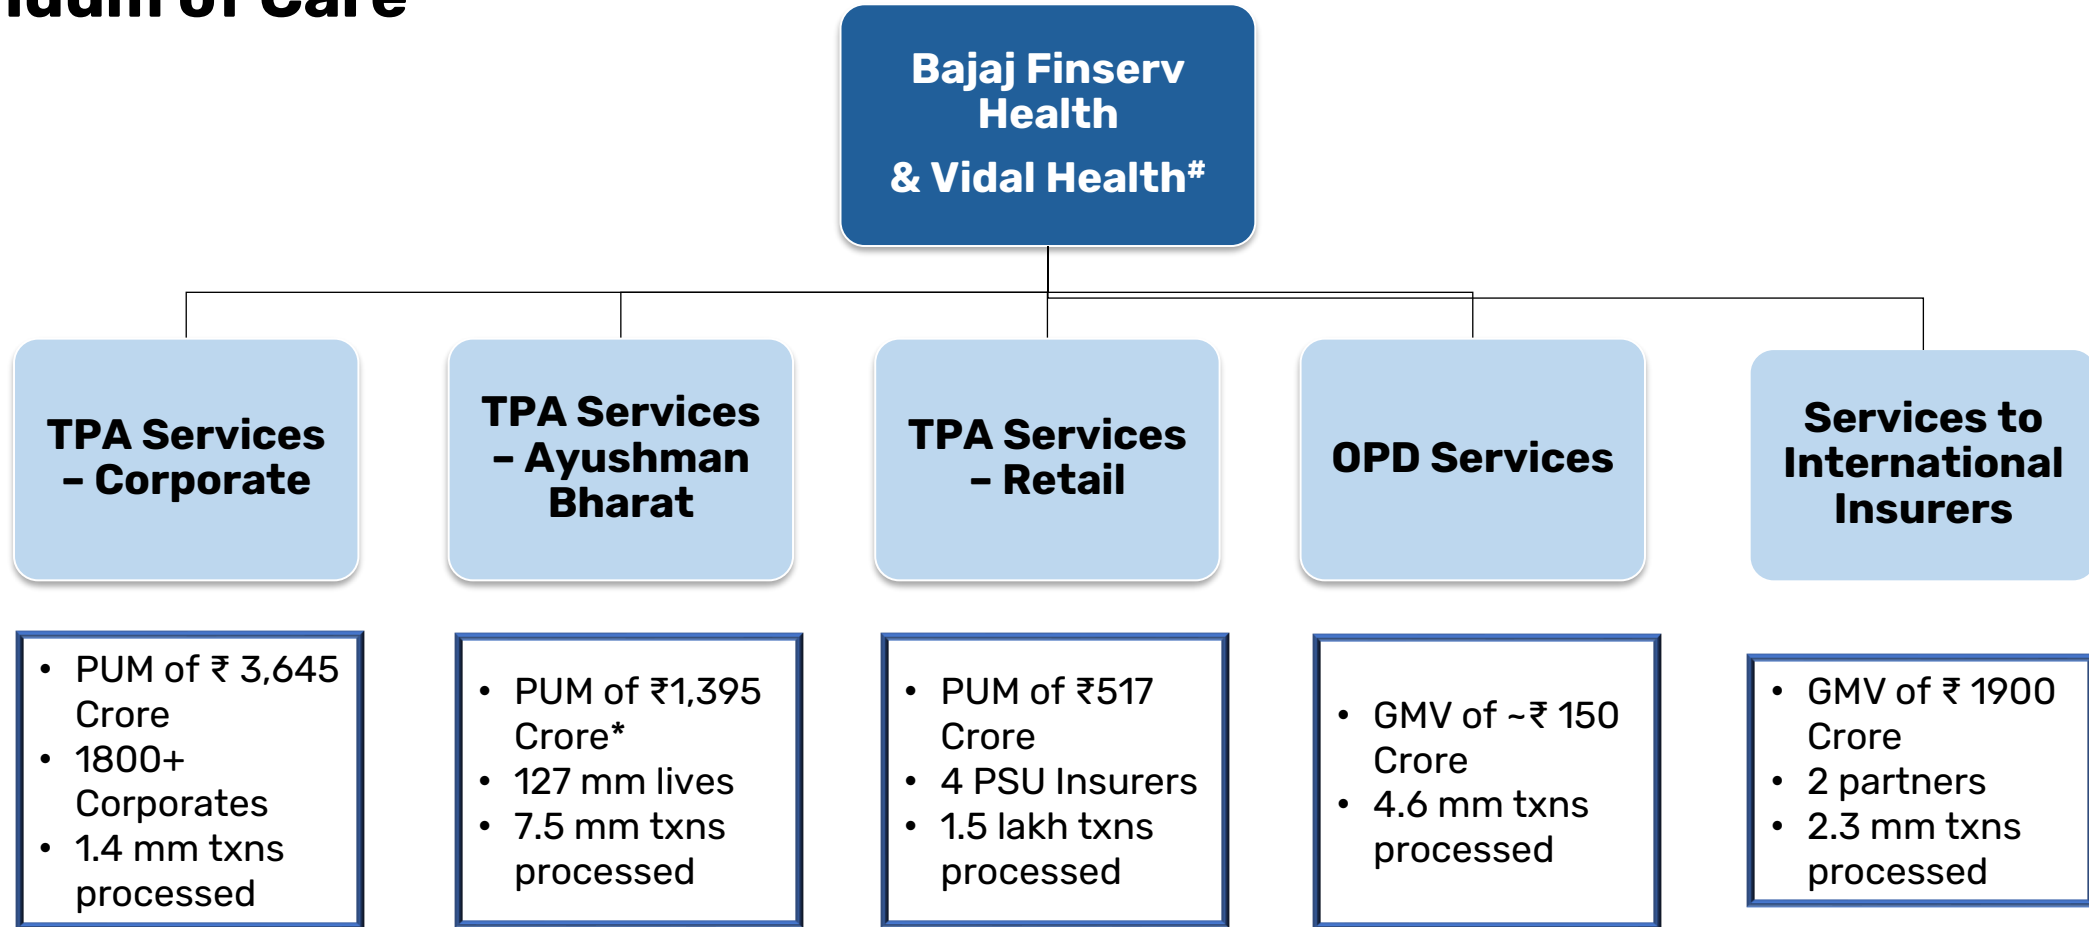 of Care
Bajaj Finserv
Health
& Vidal Health#
TPA Services
– Corporate
TPA Services
– Ayushman
Bharat
TPA Services
– Retail
OPD Services
Services to
International
Insurers
• PUM of ₹ 3,645
Crore
• 1800+
Corporates
• 1.4 mm txns
processed
• PUM of ₹1,395
Crore*
• 127 mm lives
• 7.5 mm txns
processed
• PUM of ₹517
Crore
• 4 PSU Insurers
• 1.5 lakh txns
processed
• GMV of ~₹ 150
Crore
• 4.6 mm txns
processed
• GMV of ₹ 1900
Crore
• 2 partners
• 2.3 mm txns
processed